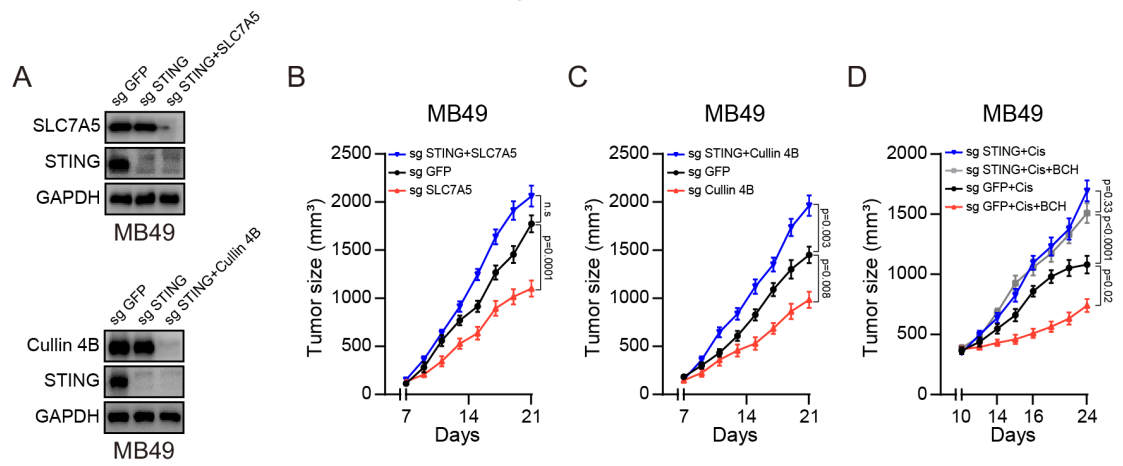 A
sg GFP
sg STING
sg STING+SLC7A5
SLC7A5
STING
GAPDH
MB49
sg GFP
sg STING
sg STING+Cullin 4B
Cullin 4B
STING
GAPDH
MB49
B
MB49
sg STING+SLC7A5
sg GFP
sg SLC7A5
Tumor size (mm³)
2500
2000
1500
1000
500
0
7
14
21
Days
n.s
p=0.0001
C
MB49
sg STING+Cullin 4B
sg GFP
sg Cullin 4B
Tumor size (mm³)
2500
2000
1500
1000
500
0
7
14
21
Days
p=0.003
p=0.008
D
MB49
sg STING+Cis
sg STING+Cis+BCH
sg GFP+Cis
sg GFP+Cis+BCH
Tumor size (mm³)
2000
1500
1000
500
0
10
14
16
24
Days
p=0.33
p<0.0001
p=0.02